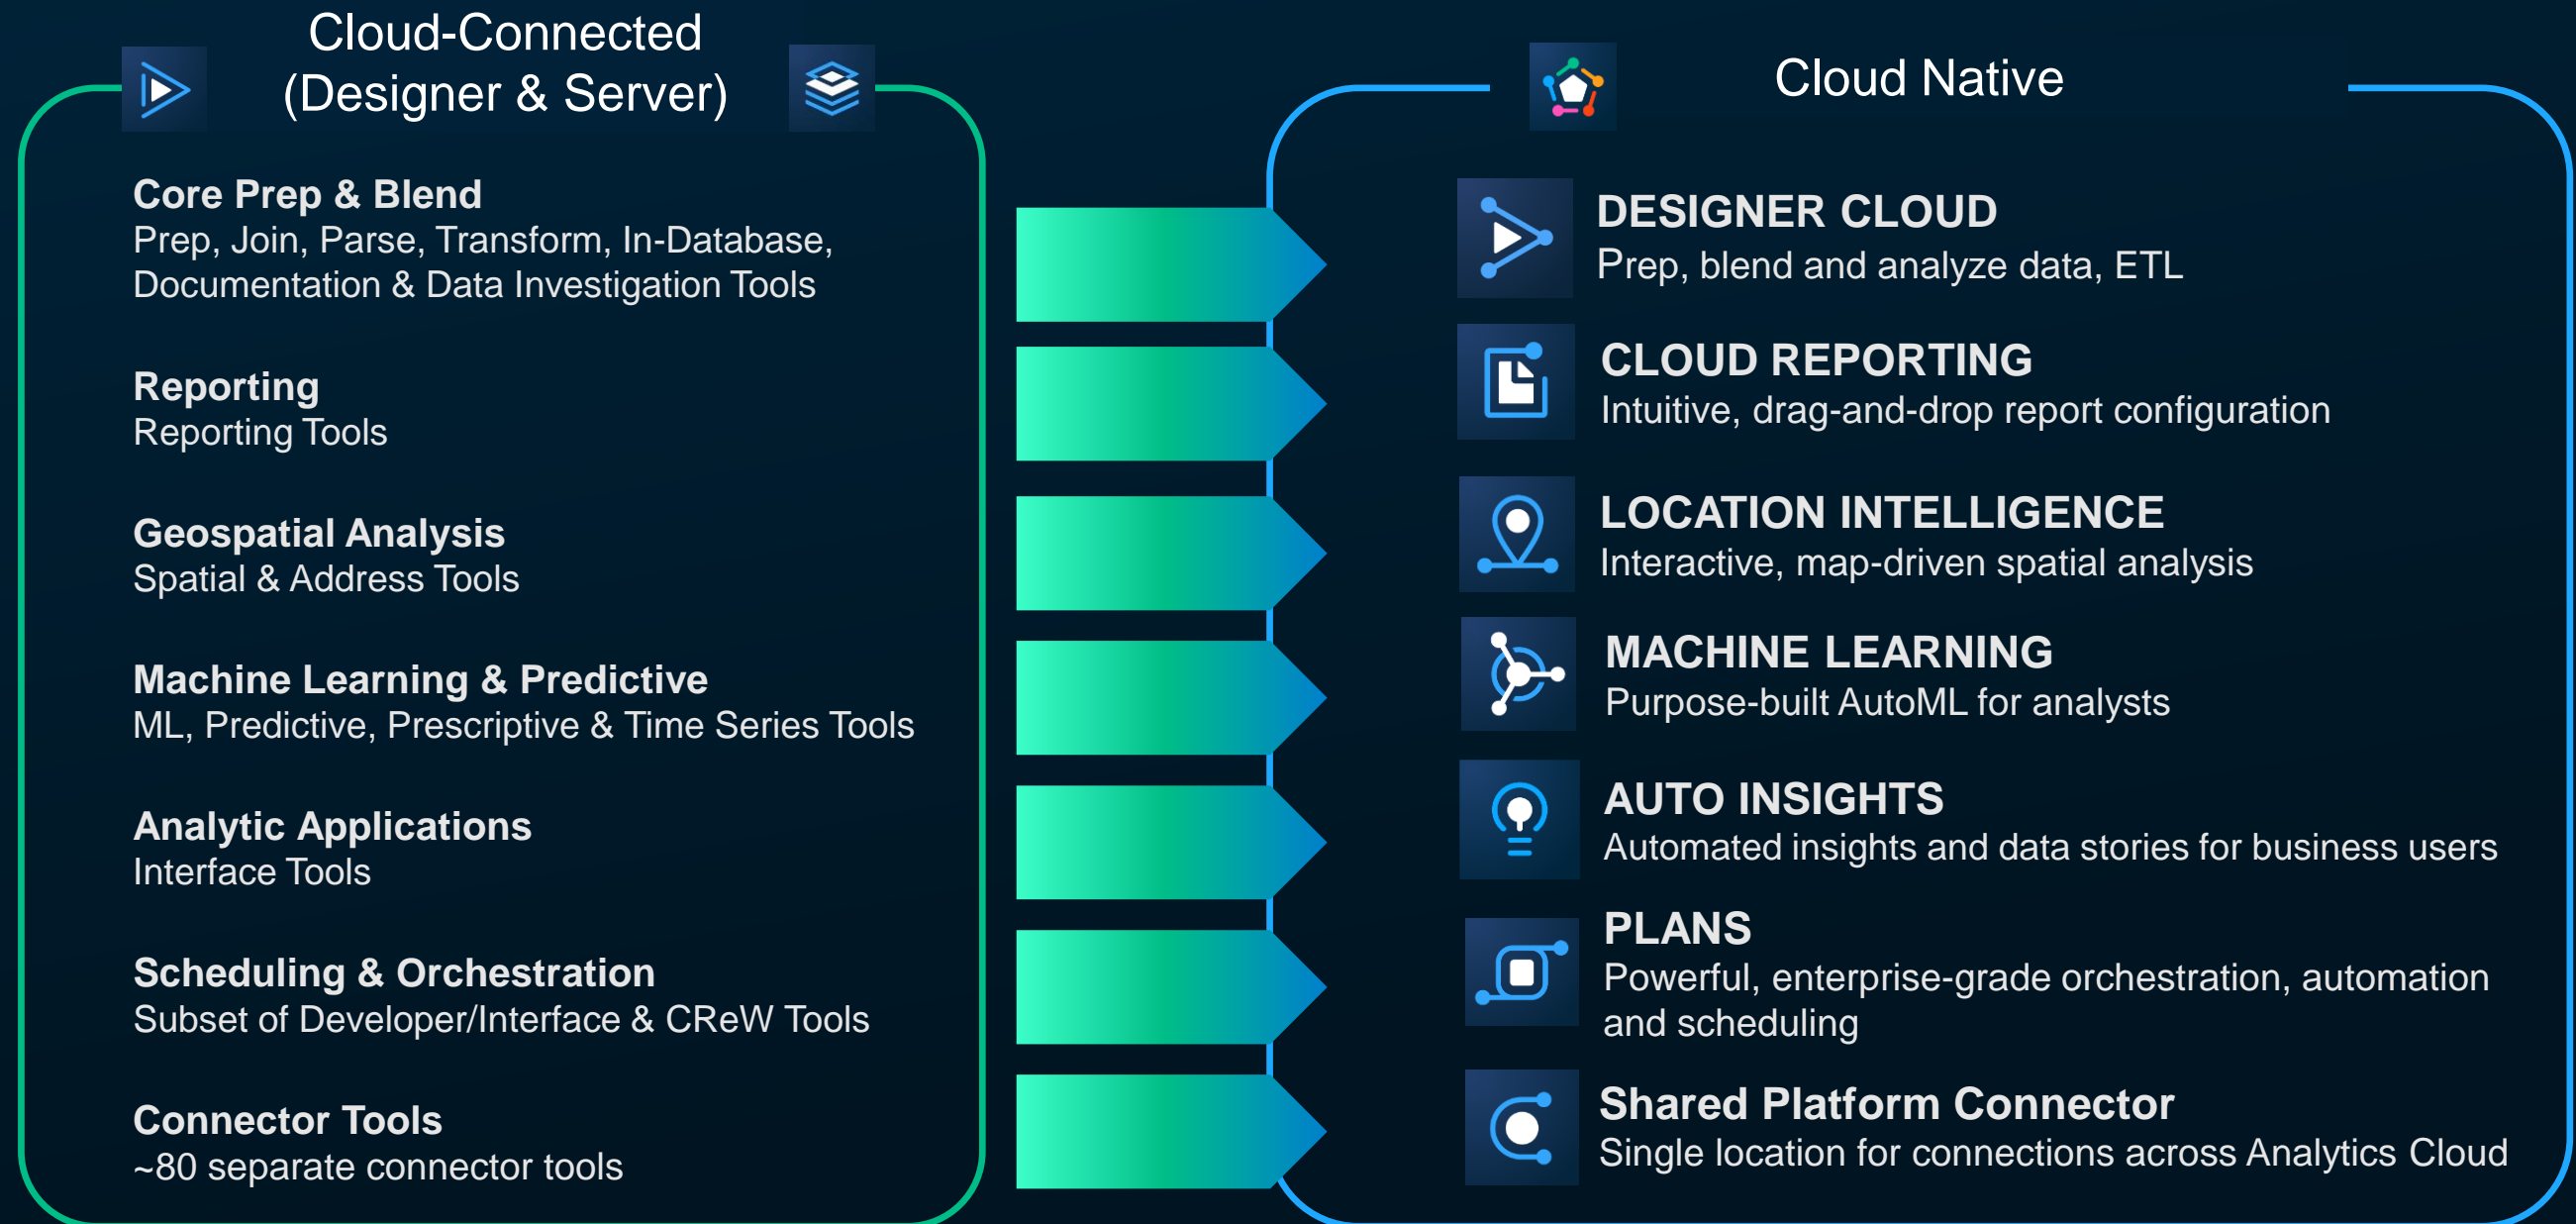 Cloud-Connected
(Designer & Server)
Core Prep & Blend
Prep, Join, Parse, Transform, In-Database,
Documentation & Data Investigation Tools
Reporting
Reporting Tools
Geospatial Analysis
Spatial & Address Tools
Machine Learning & Predictive
ML, Predictive, Prescriptive & Time Series Tools
Analytic Applications
Interface Tools
Scheduling & Orchestration
Subset of Developer/Interface & CReW Tools
Connector Tools
~80 separate connector tools
Cloud Native
DESIGNER CLOUD
Prep, blend and analyze data, ETL
CLOUD REPORTING
Intuitive, drag-and-drop report configuration
LOCATION INTELLIGENCE
Interactive, map-driven spatial analysis
MACHINE LEARNING
Purpose-built AutoML for analysts
AUTO INSIGHTS
Automated insights and data stories for business users
PLANS
Powerful, enterprise-grade orchestration, automation
and scheduling
Shared Platform Connector
Single location for connections across Analytics Cloud